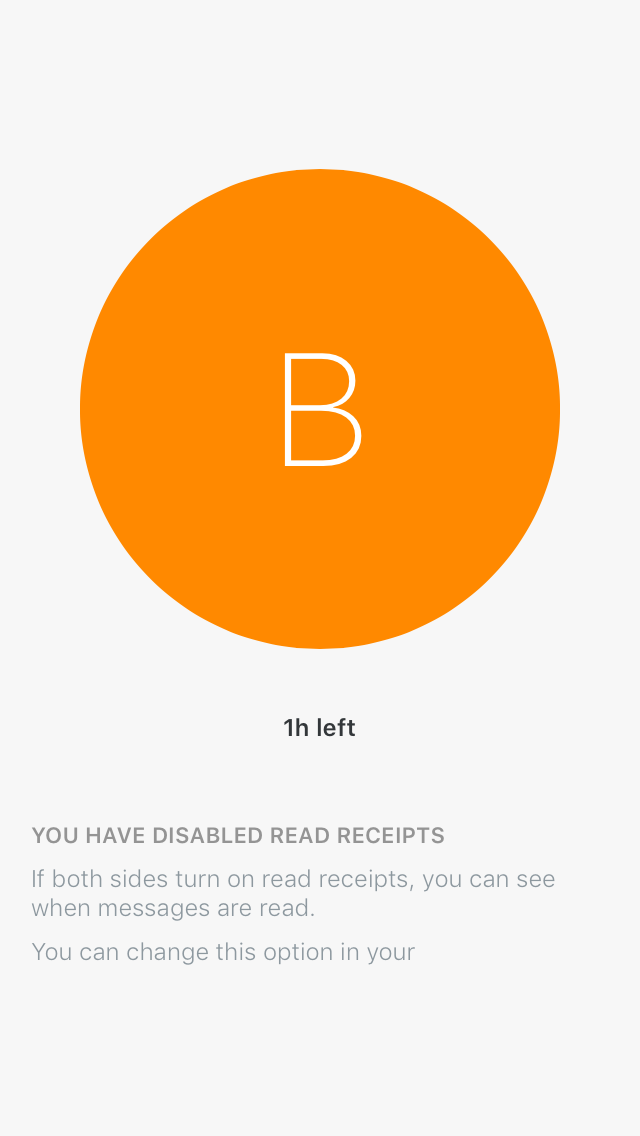 B
1h left
YOU HAVE DISABLED READ RECEIPTS
If both sides turn on read receipts, you can see
when messages are read.
You can change this option in your